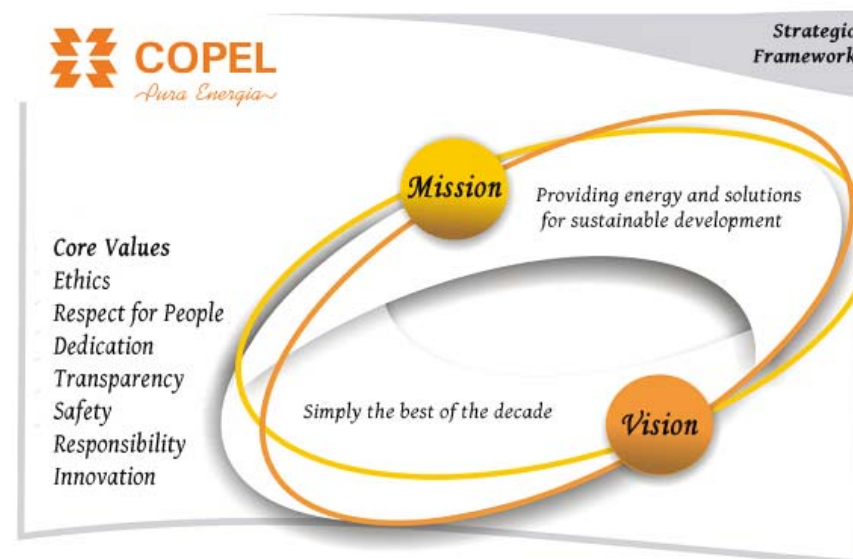 COPEL
Pura Energia
Strategic
Framework
Mission
Providing energy and solutions
for sustainable development
Core Values
Ethics
Respect for People
Dedication
Transparency
Safety
Responsibility
Innovation
Simply the best of the decade
Vision